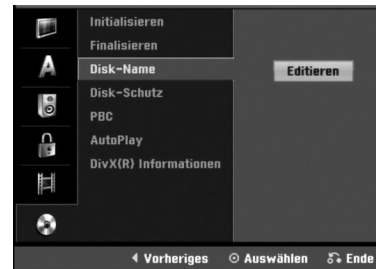 Initialisieren
Finalisieren
Disk-Name
Editieren
Disk-Schutz
PBC
AutoPlay
DivX(R) Informationen
Vorheriges Auswählen Ende